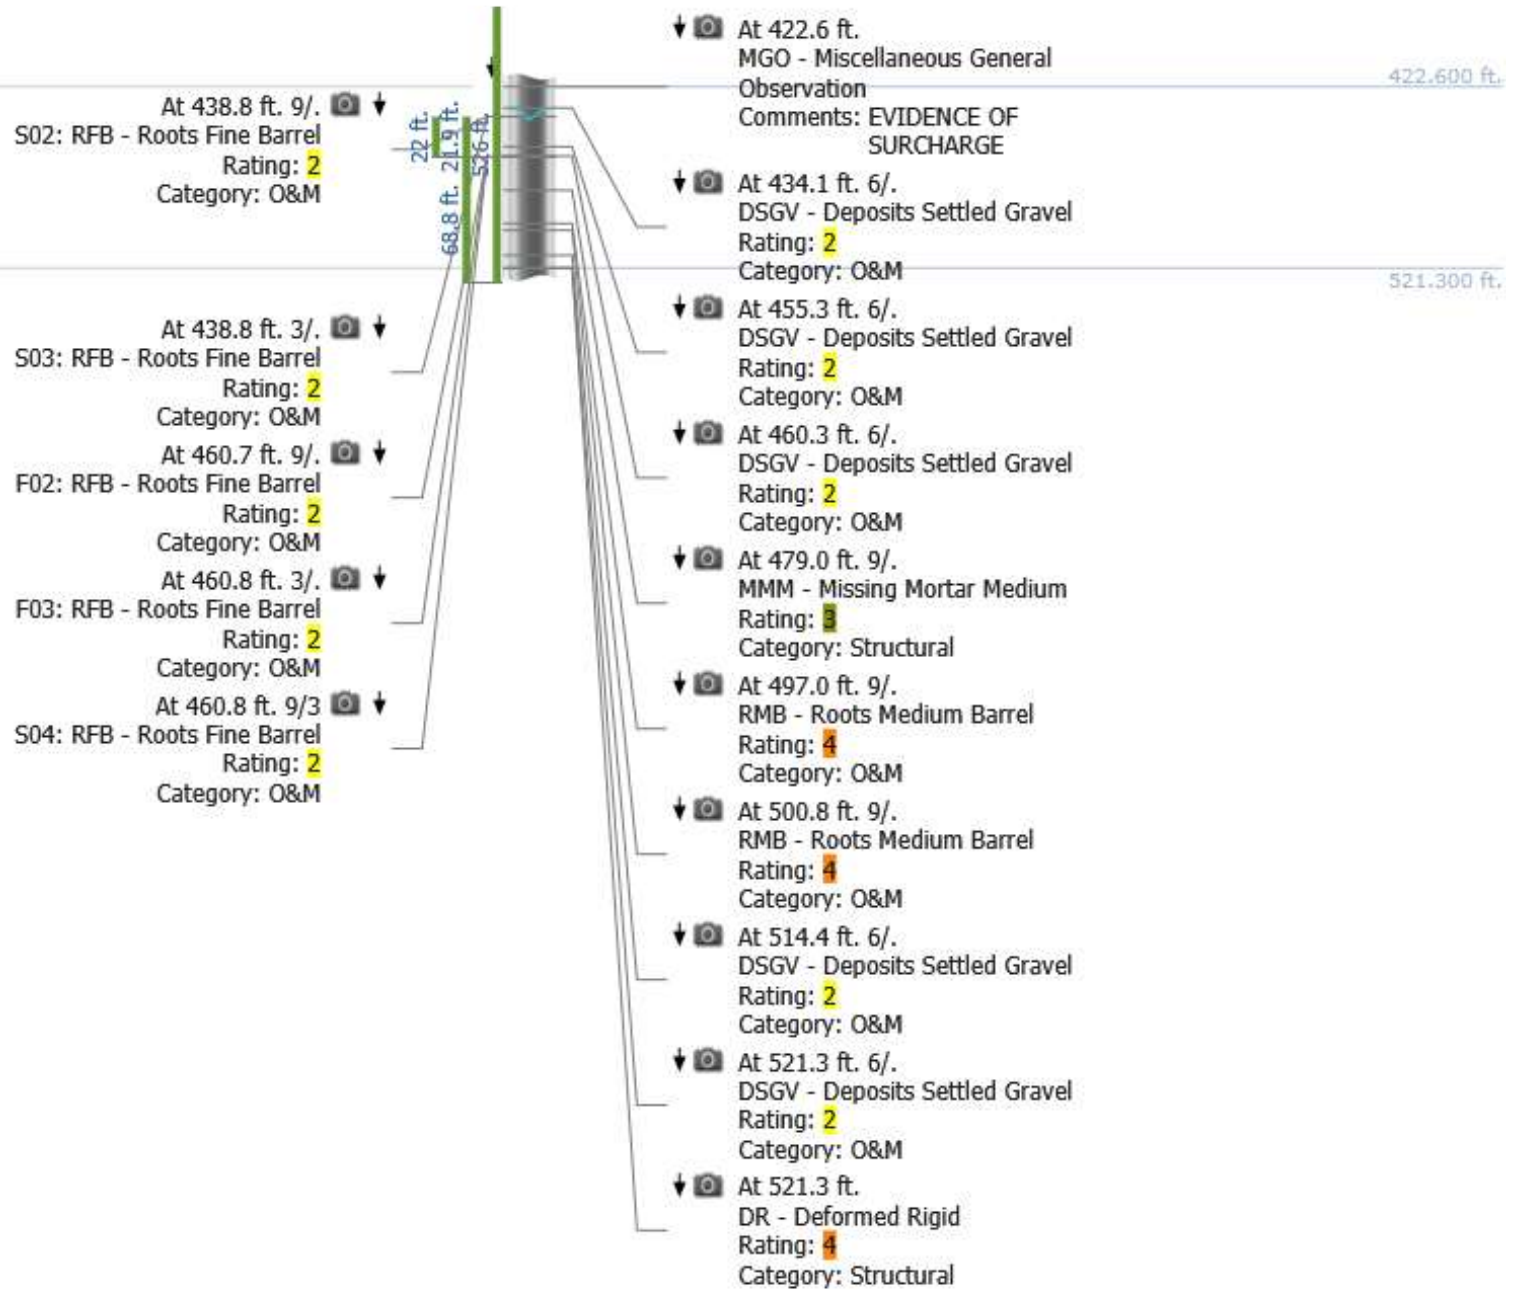 At 422.6 ft.
MGO - Miscellaneous General
Observation
Comments: EVIDENCE OF
SURCHARGE
422.600 ft.
At 438.8 ft. 9/.
S02: RFB - Roots Fine Barrel
Rating: 2
Category: O&M
22 ft.
21.9 ft.
526 ft.
68.8 ft.
At 434.1 ft. 6/.
DSGV - Deposits Settled Gravel
Rating: 2
Category: O&M
521.300 ft.
At 438.8 ft. 3/.
S03: RFB - Roots Fine Barrel
Rating: 2
Category: O&M
At 460.7 ft. 9/.
F02: RFB - Roots Fine Barrel
Rating: 2
Category: O&M
At 460.8 ft. 3/.
F03: RFB - Roots Fine Barrel
Rating: 2
Category: O&M
At 460.8 ft. 9/3
S04: RFB - Roots Fine Barrel
Rating: 2
Category: O&M
At 455.3 ft. 6/.
DSGV - Deposits Settled Gravel
Rating: 2
Category: O&M
At 460.3 ft. 6/.
DSGV - Deposits Settled Gravel
Rating: 2
Category: O&M
At 479.0 ft. 9/.
MMM - Missing Mortar Medium
Rating: 3
Category: Structural
At 497.0 ft. 9/.
RMB - Roots Medium Barrel
Rating: 4
Category: O&M
At 500.8 ft. 9/.
RMB - Roots Medium Barrel
Rating: 4
Category: O&M
At 514.4 ft. 6/.
DSGV - Deposits Settled Gravel
Rating: 2
Category: O&M
At 521.3 ft. 6/.
DSGV - Deposits Settled Gravel
Rating: 2
Category: O&M
At 521.3 ft.
DR - Deformed Rigid
Rating: 4
Category: Structural